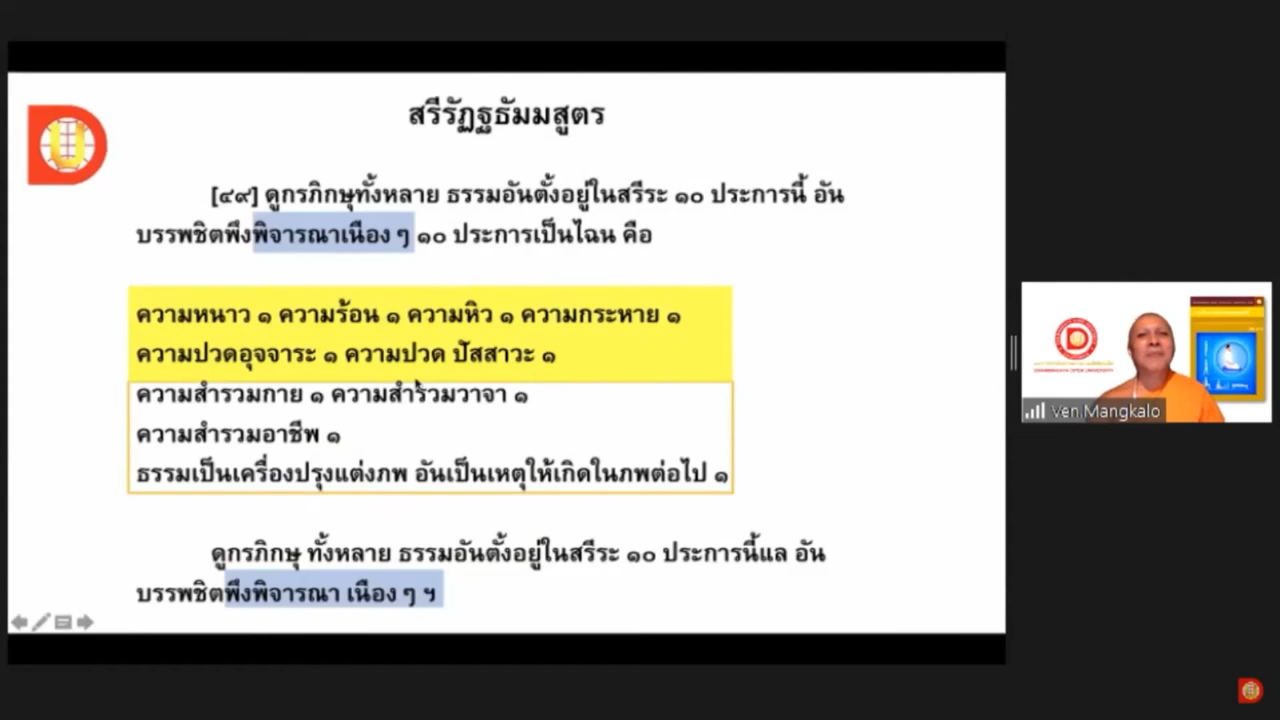 สรีรัฏฐธัมมสูตร
[๔๙] ดูกรภิกษุทั้งหลาย ธรรมอันตั้งอยู่ในสรีระ ๑๐ ประการนี้ อัน
บรรพชิตพึงพิจารณาเนือง ๆ ๑๐ ประการเป็นไฉน คือ
ความหนาว ๑ ความร้อน ๑ ความหิว ๑ ความกระหาย ๑
ความปวดอุจจาระ ๑ ความปวด ปัสสาวะ ๑
ความสำรวมกาย ๑ ความสำรวมวาจา ๑
ความสำรวมอาชีพ ๑
ธรรมเป็นเครื่องปรุงแต่งภพ อันเป็นเหตุให้เกิดในภพต่อไป ๑
ดูกรภิกษุ ทั้งหลาย ธรรมอันตั้งอยู่ในสรีระ ๑๐ ประการนี้แล อัน
บรรพชิตพึงพิจารณา เนือง ๆ ฯ
Ven.Mangkalo